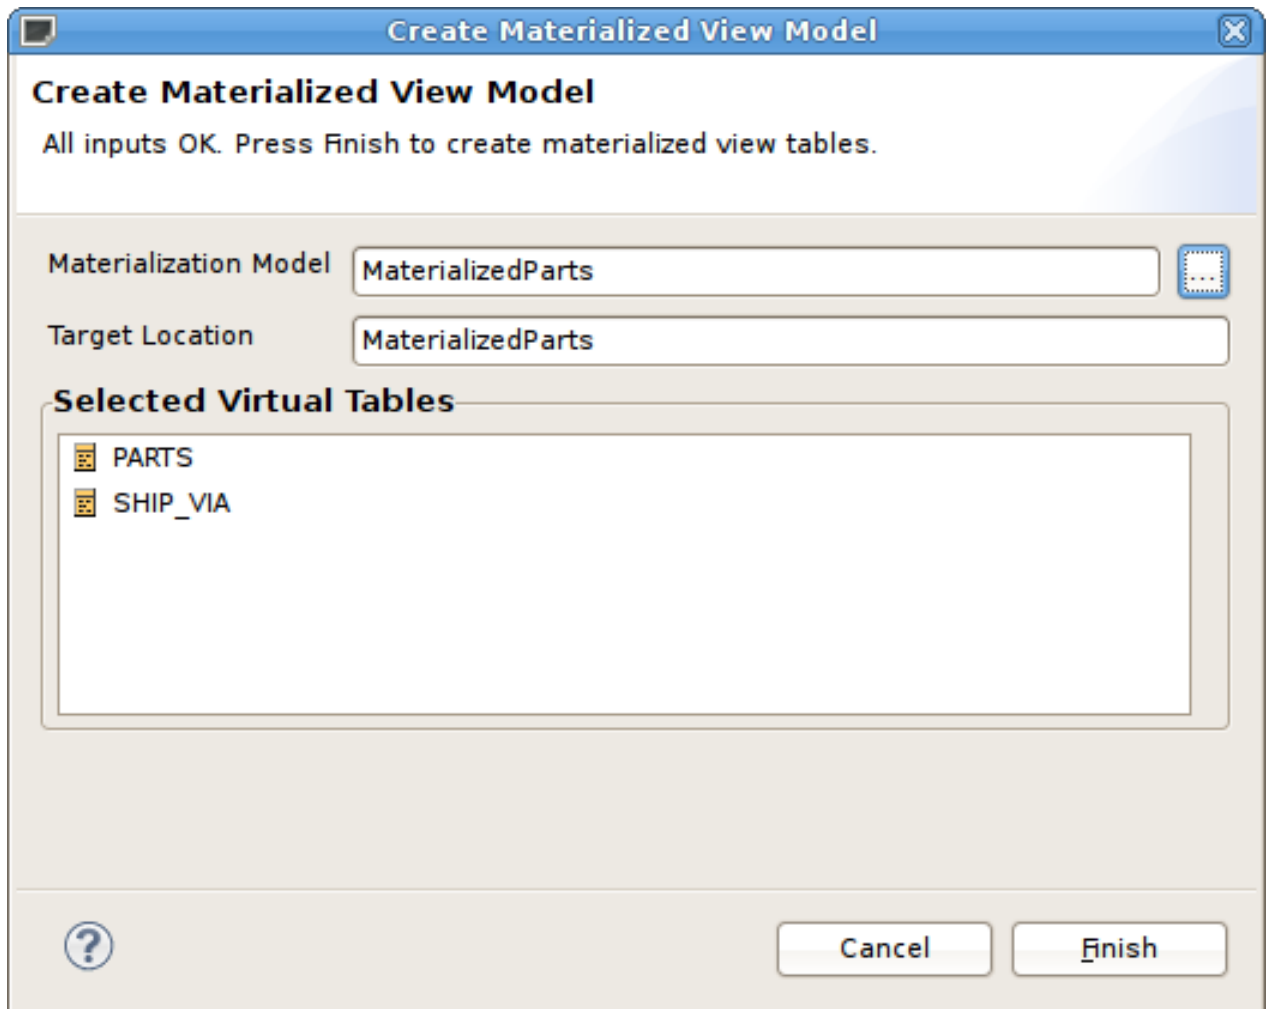 Create Materialized View Model
Create Materialized View Model
All inputs OK. Press Finish to create materialized view tables.
Materialization Model MaterializedParts ...
Target Location MaterializedParts
Selected Virtual Tables
PARTS
SHIP_VIA
? Cancel Finish